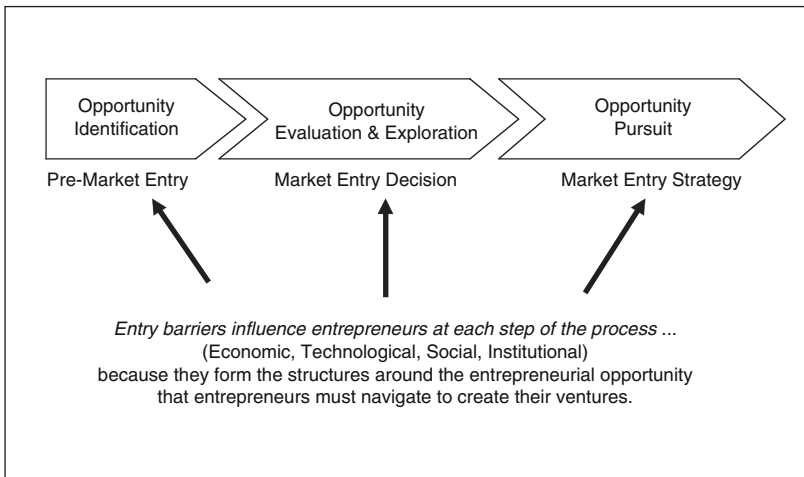 Opportunity
Identification
Opportunity
Evaluation & Exploration
Opportunity
Pursuit
Pre-Market Entry
Market Entry Decision
Market Entry Strategy
Entry barriers influence entrepreneurs at each step of the process ...
(Economic, Technological, Social, Institutional)
because they form the structures around the entrepreneurial opportunity
that entrepreneurs must navigate to create their ventures.